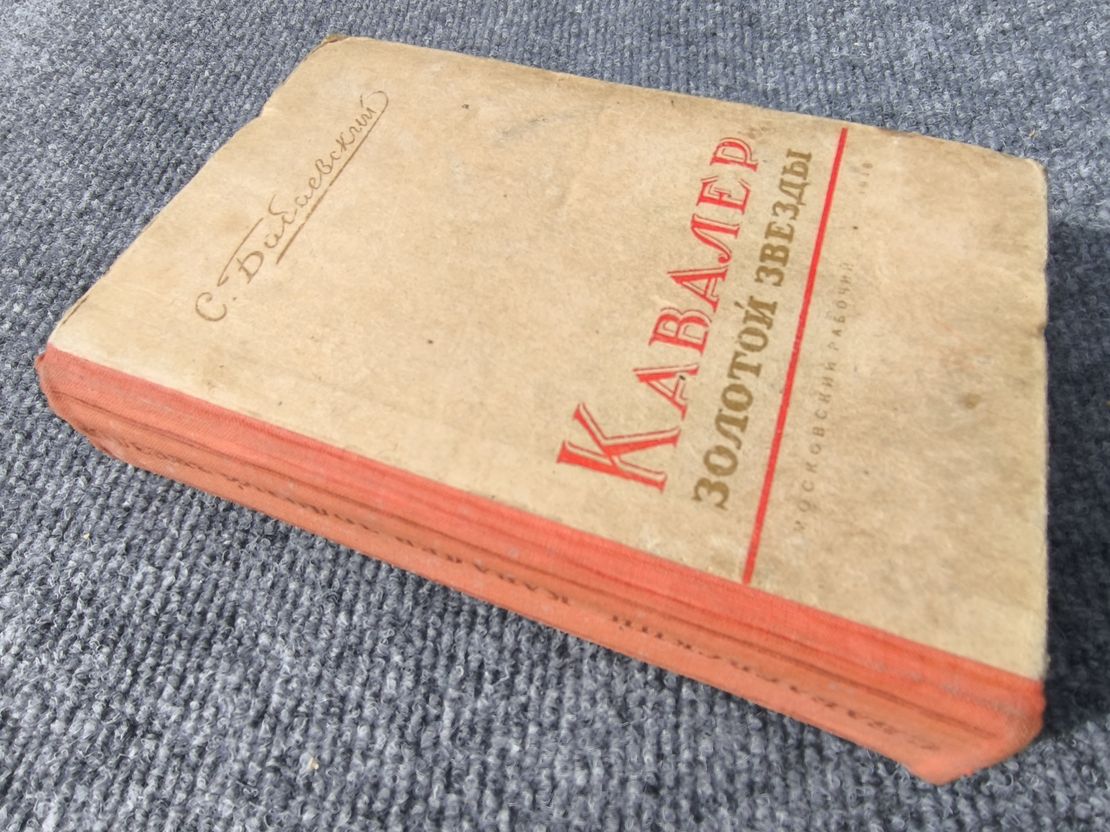 С. Бабаевский
КАВАЛЕР
ЗОЛОТОЙ ЗВЕЗДЫ
МОСКОВСКИЙ РАБОЧИЙ